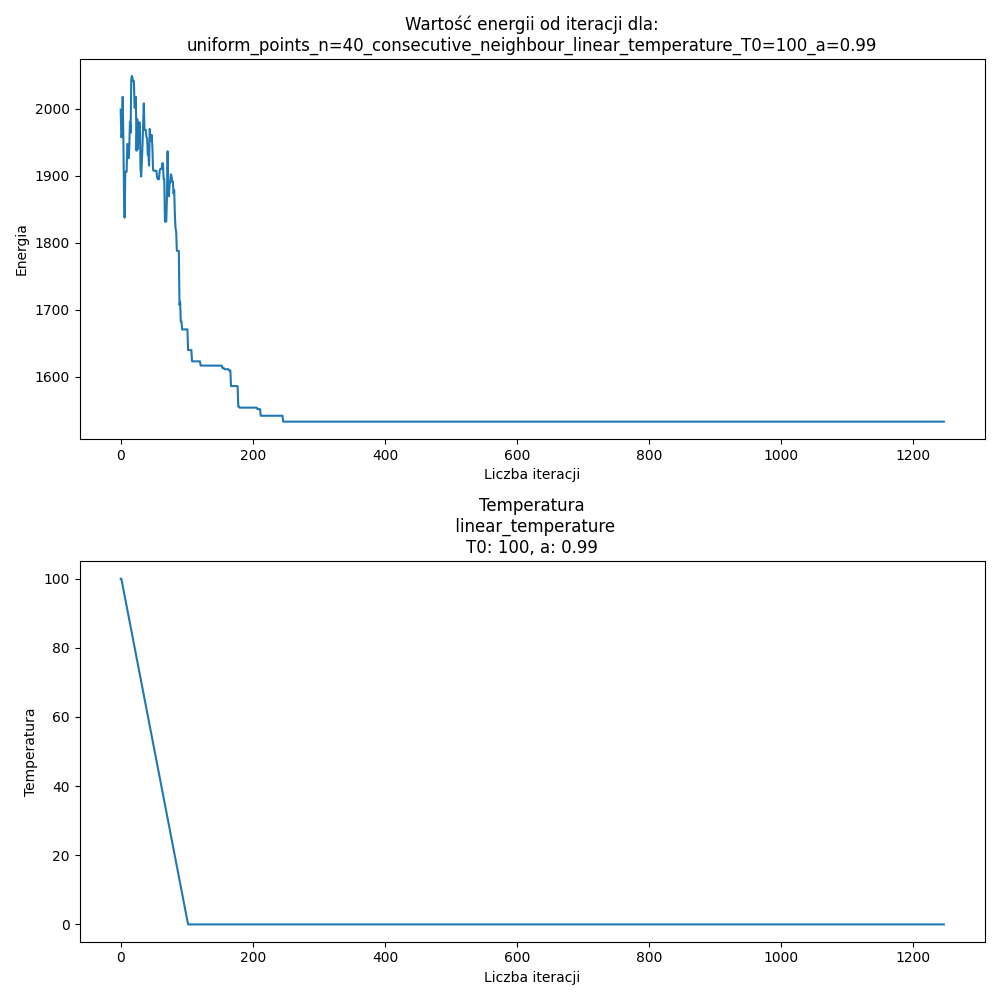 Wartość energii od iteracji dla:
uniform_points_n=40_consecutive_neighbour_linear_temperature_T0=100_a=0.99
2000
1900
1800
1700
1600
Energia
0 200 400 600 800 1000 1200
Liczba iteracji
Temperatura
linear_temperature
T0: 100, a: 0.99
100
80
60
40
20
0
Temperatura
0 200 400 600 800 1000 1200
Liczba iteracji